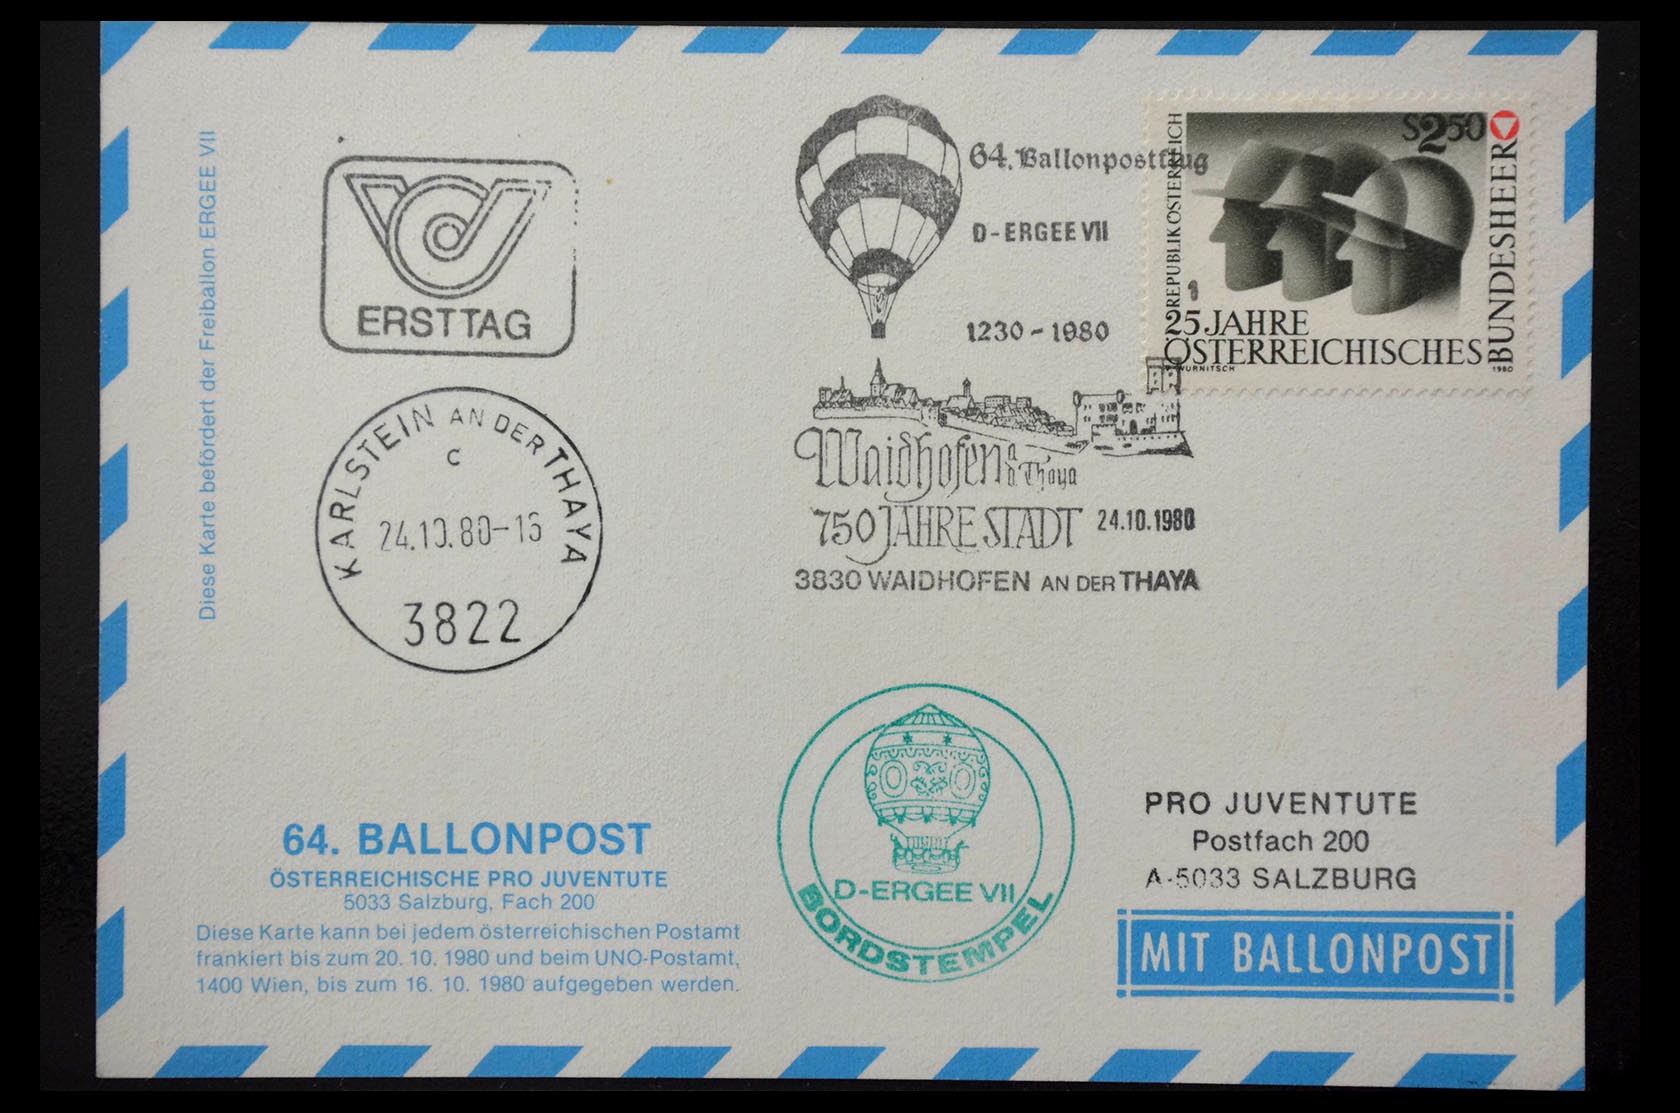 Diese Karte befördert der Freiballon ERGEE VII
ERSTTAG
KARLSTEIN AN DER THAYA
c
24.10.80-16
3822
64. Ballonpostflug
D-ERGEE VII
1230-1980
Waidhofen a d. Thaya
750 JAHRE STADT 24.10.1980
3830 WAIDHOFEN AN DER THAYA
1
S250
REPUBLIK ÖSTERREICH
25 JAHRE
ÖSTERREICHISCHES
BUNDESHEER
WURNITSCH
1980
64. BALLONPOST
ÖSTERREICHISCHE PRO JUVENTUTE
5033 Salzburg, Fach 200
Diese Karte kann bei jedem österreichischen Postamt
frankiert bis zum 20. 10. 1980 und beim UNO-Postamt,
1400 Wien, bis zum 16. 10. 1980 aufgegeben werden.
D-ERGEE VII
BORDSTEMPEL
PRO JUVENTUTE
Postfach 200
A-5033 SALZBURG
MIT BALLONPOST